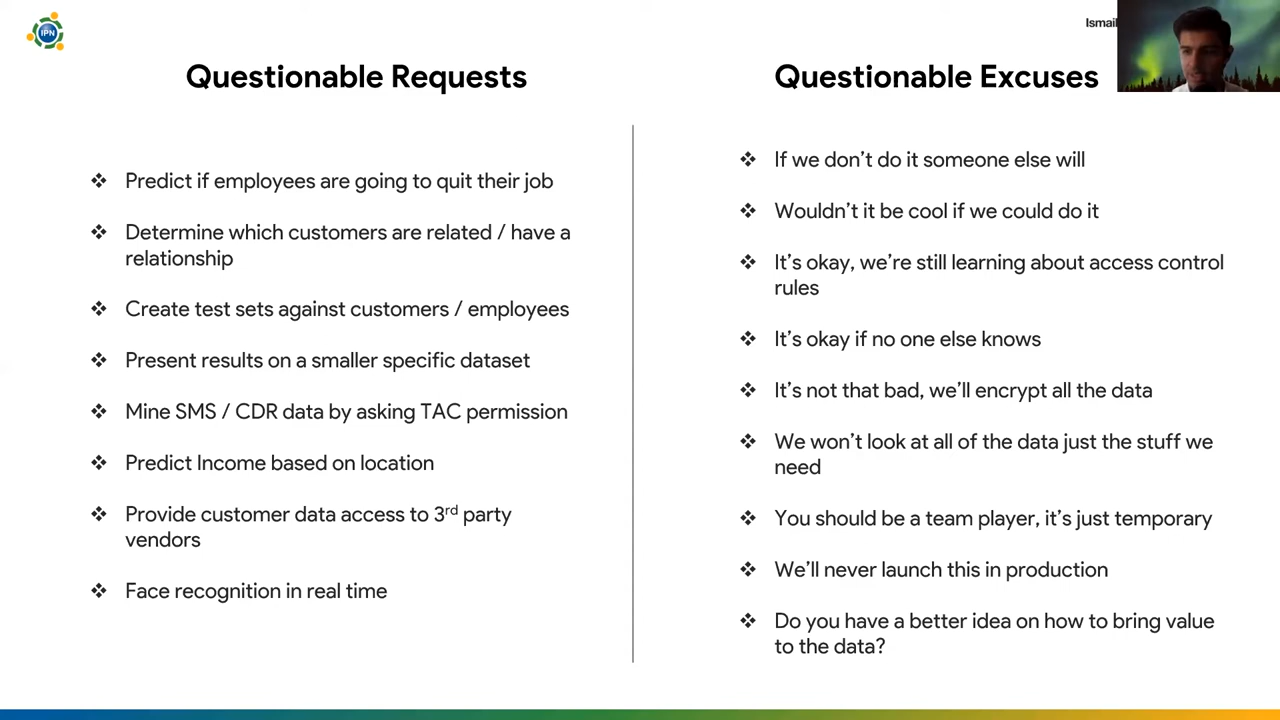 IPN
Ismail
Questionable Requests
❖ Predict if employees are going to quit their job
❖ Determine which customers are related / have a
relationship
❖ Create test sets against customers / employees
❖ Present results on a smaller specific dataset
❖ Mine SMS / CDR data by asking TAC permission
❖ Predict Income based on location
❖ Provide customer data access to 3rd party
vendors
❖ Face recognition in real time
Questionable Excuses
❖ If we don’t do it someone else will
❖ Wouldn’t it be cool if we could do it
❖ It’s okay, we’re still learning about access control
rules
❖ It’s okay if no one else knows
❖ It’s not that bad, we’ll encrypt all the data
❖ We won’t look at all of the data just the stuff we
need
❖ You should be a team player, it’s just temporary
❖ We’ll never launch this in production
❖ Do you have a better idea on how to bring value
to the data?